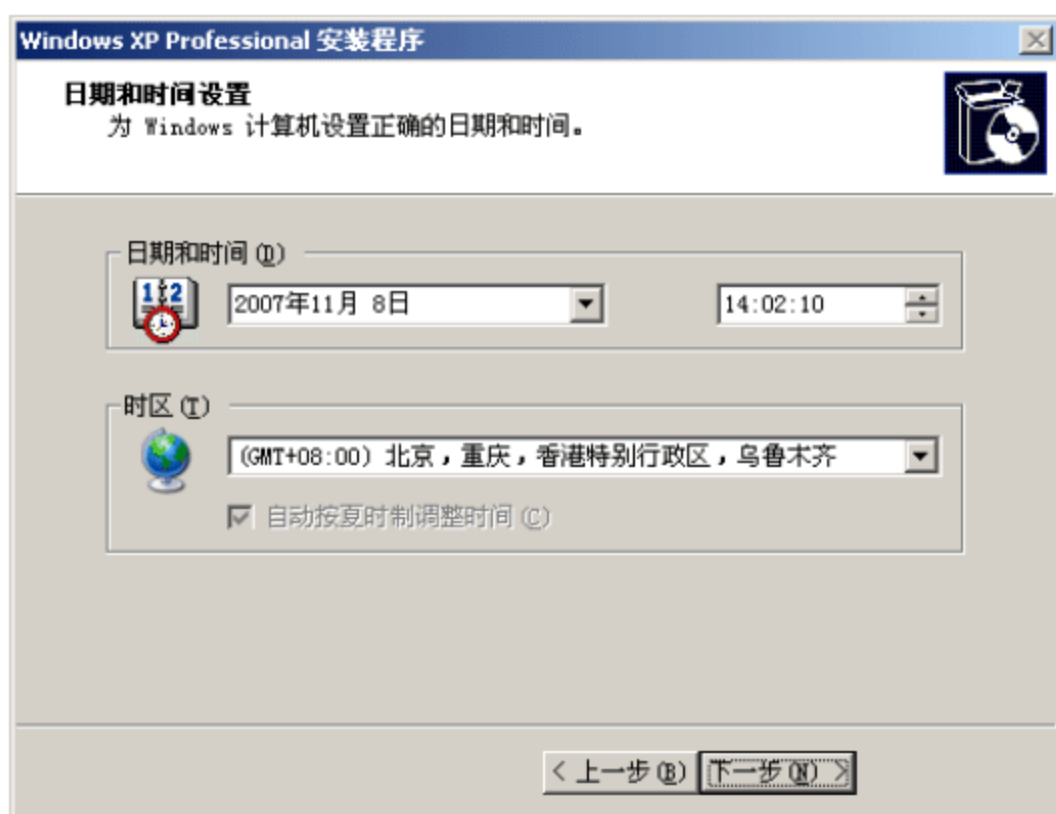 Windows XP Professional 安装程序
日期和时间设置
为 Windows 计算机设置正确的日期和时间。
日期和时间(D)
2007年11月 8日
14:02:10
时区(T)
(GMT+08:00) 北京，重庆，香港特别行政区，乌鲁木齐
自动按夏时制调整时间(C)
< 上一步(B)
下一步(N) >